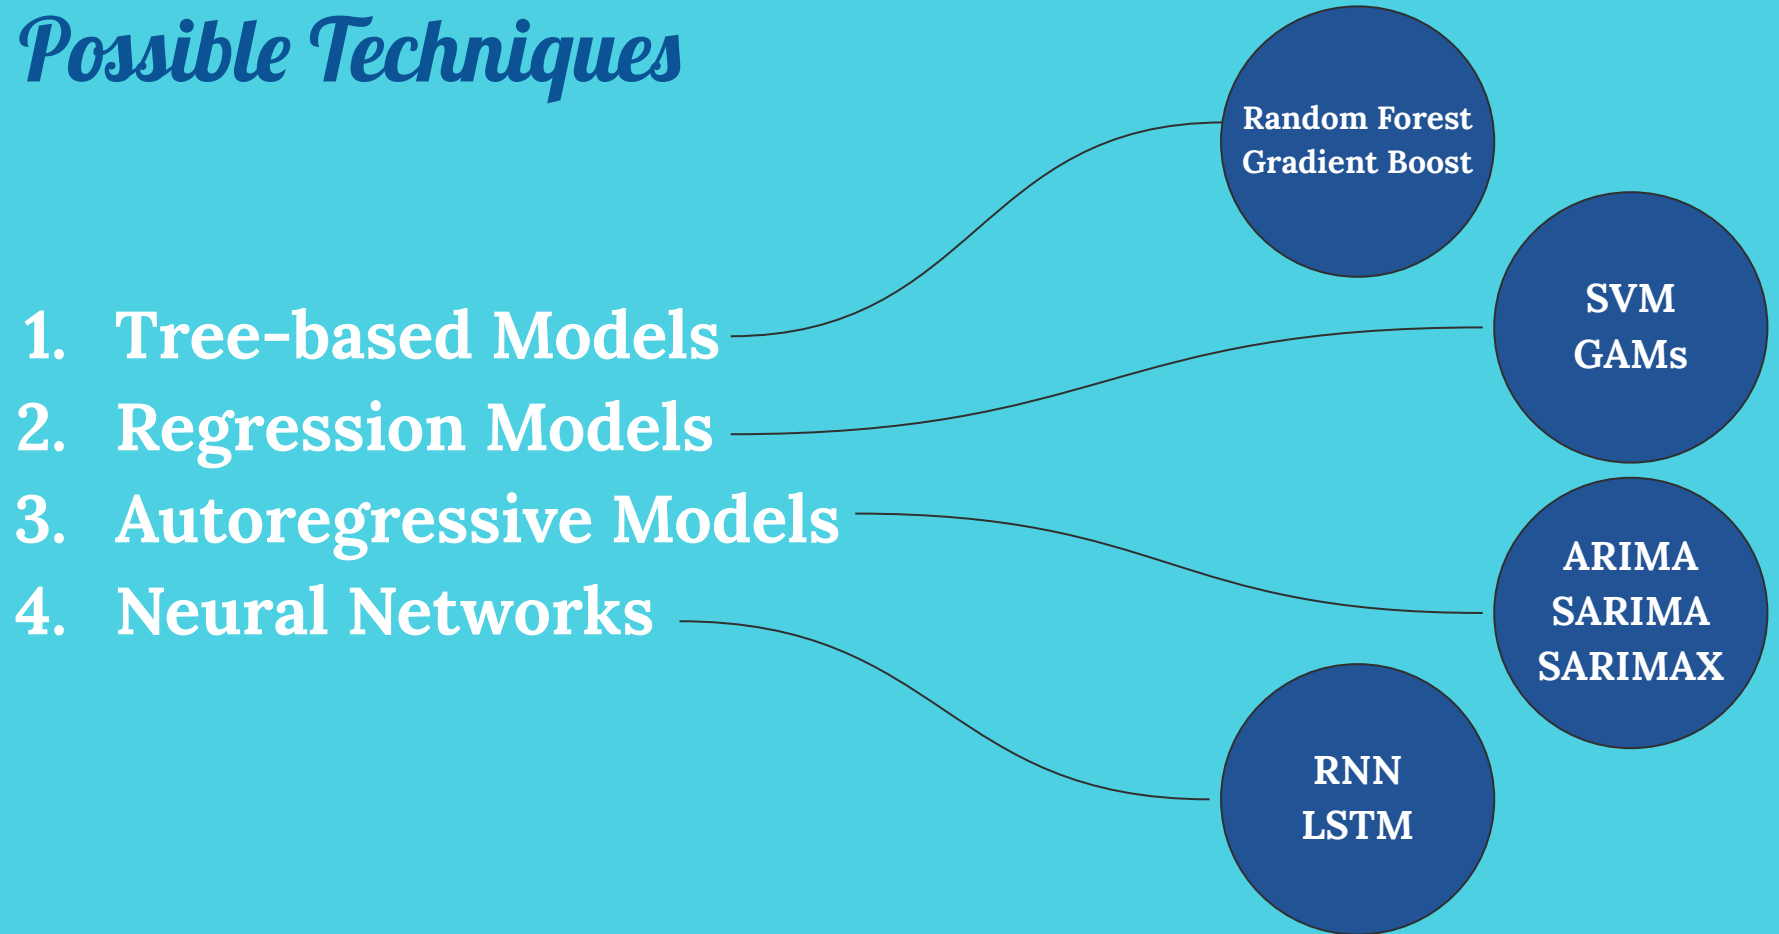 Possible Techniques
1. Tree-based Models
2. Regression Models
3. Autoregressive Models
4. Neural Networks
Random Forest
Gradient Boost
SVM
GAMs
ARIMA
SARIMA
SARIMAX
RNN
LSTM